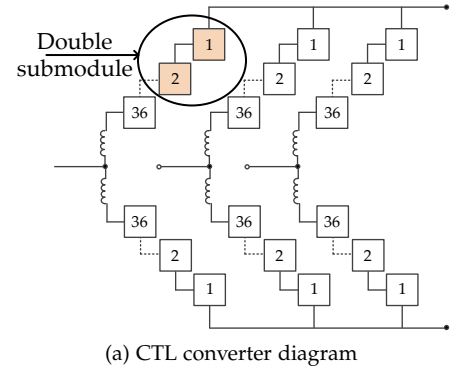 Double
submodule
1 1 1
2 2 2
36 36 36
36 36 36
2 2 2
1 1 1
(a) CTL converter diagram